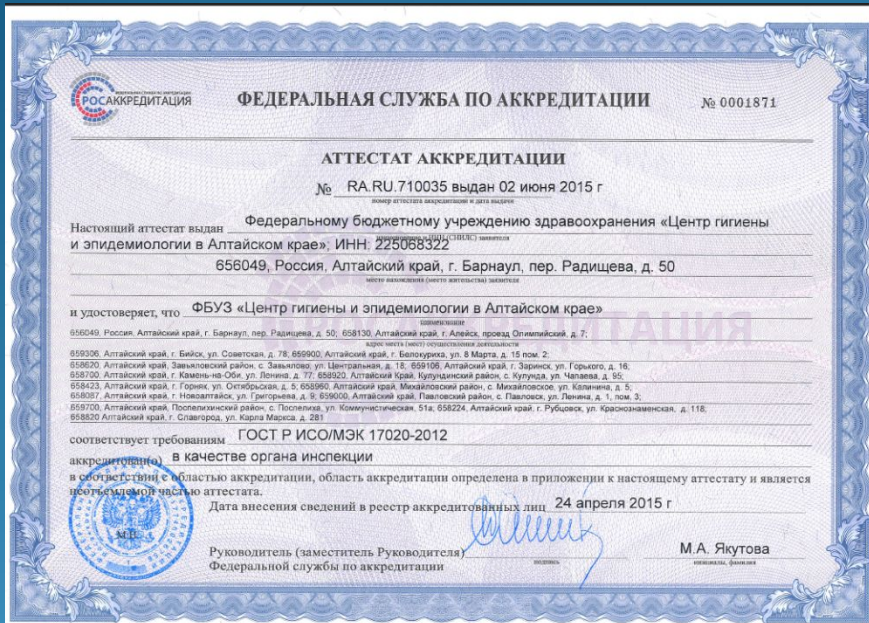 РОСАККРЕДИТАЦИЯ
ФЕДЕРАЛЬНАЯ СЛУЖБА ПО АККРЕДИТАЦИИ
№ 0001871
АТТЕСТАТ АККРЕДИТАЦИИ
№ RA.RU.710035 выдан 02 июня 2015 г
номер аттестата аккредитации и дата выдачи
Настоящий аттестат выдан Федеральному бюджетному учреждению здравоохранения «Центр гигиены
и эпидемиологии в Алтайском крае»; ИНН: 225068322
656049, Россия, Алтайский край, г. Барнаул, пер. Радищева, д. 50
место нахождения (место жительства) заявителя
и удостоверяет, что ФБУЗ «Центр гигиены и эпидемиологии в Алтайском крае»
наименование
656049, Россия, Алтайский край, г. Барнаул, пер. Радищева, д. 50; 658130, Алтайский край, г. Алейск, проезд Олимпийский, д. 7;
адрес места (мест) осуществления деятельности
659306, Алтайский край, г. Бийск, ул. Советская, д. 78; 659900, Алтайский край, г. Белокуриха, ул. 8 Марта, д. 15 пом. 2;
658620, Алтайский край, Завьяловский район, с. Завьялово, ул. Центральная, д. 18; 659106, Алтайский край, г. Заринск, ул. Горького, д. 16;
658700, Алтайский край, г. Камень-на-Оби, ул. Ленина, д. 77; 658920, Алтайский Край, Кулундинский район, с. Кулунда, ул. Чапаева, д. 95;
658423, Алтайский край, г. Горняк, ул. Октябрьская, д. 5; 658960, Алтайский край, Михайловский район, с. Михайловское, ул. Калинина, д. 5;
658087, Алтайский край, г. Новоалтайск, ул. Григорьева, д. 9; 659000, Алтайский край, Павловский район, с. Павловск, ул. Ленина, д. 1, пом. 3;
659700, Алтайский край, Поспелихинский район, с. Поспелиха, ул. Коммунистическая, 51а; 658224, Алтайский край, г. Рубцовск, ул. Краснознаменская, д. 118;
658820 Алтайский край, г. Славгород, ул. Карла Маркса, д. 281
соответствует требованиям ГОСТ Р ИСО/МЭК 17020-2012
аккредитован(о) в качестве органа инспекции
в соответствии с областью аккредитации, область аккредитации определена в приложении к настоящему аттестату и является
неотъемлемой частью аттестата.
Дата внесения сведений в реестр аккредитованных лиц 24 апреля 2015 г
М.П.
Руководитель (заместитель Руководителя)
Федеральной службы по аккредитации
М.А. Якутова
подпись
инициалы, фамилия